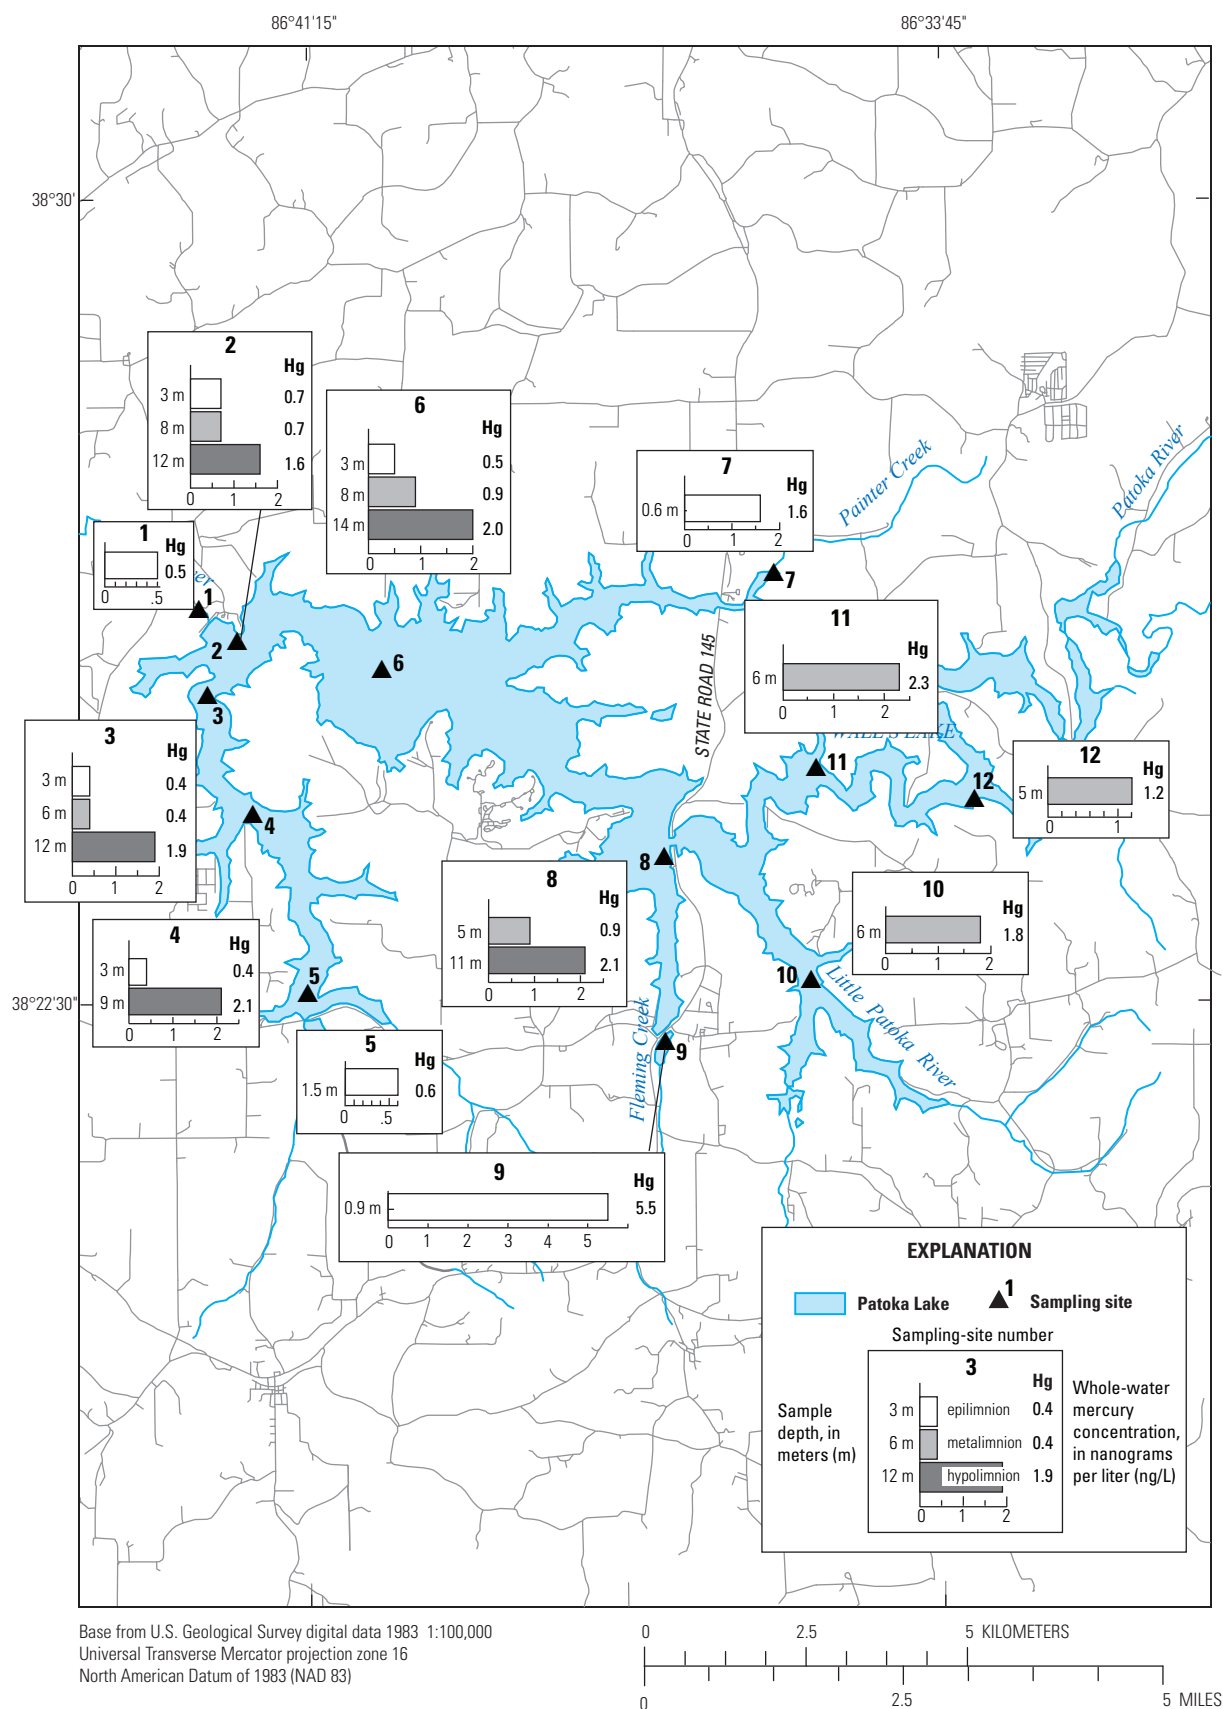 86°41'15"
86°33'45"
38°30'
2
Hg
3 m 0.7
8 m 0.7
12 m 1.6
0 1 2
6
Hg
3 m 0.5
8 m 0.9
14 m 2.0
0 1 2
7
Hg
0.6 m 1.6
0 1 2
Painter Creek
Patoka River
1
Hg
0.5
0 .5
1
2
3
6
7
STATE ROAD 145
11
Hg
6 m 2.3
0 1 2
WALL'S LAKE
11
12
12
Hg
5 m 1.2
0 1
3
Hg
3 m 0.4
6 m 0.4
12 m 1.9
0 1 2
4
8
8
Hg
5 m 0.9
11 m 2.1
0 1 2
10
Hg
6 m 1.8
0 1 2
4
Hg
3 m 0.4
9 m 2.1
0 1 2
5
10
Little Patoka River
38°22'30"
Fleming Creek
9
5
Hg
1.5 m 0.6
0 .5
9
Hg
0.9 m 5.5
0 1 2 3 4 5
EXPLANATION
Patoka Lake
1
Sampling site
Sampling-site number
3
Hg
3 m epilimnion 0.4
6 m metalimnion 0.4
12 m hypolimnion 1.9
0 1 2
Sample
depth, in
meters (m)
Whole-water
mercury
concentration,
in nanograms
per liter (ng/L)
Base from U.S. Geological Survey digital data 1983 1:100,000
Universal Transverse Mercator projection zone 16
North American Datum of 1983 (NAD 83)
0 2.5 5 KILOMETERS
0 2.5 5 MILES